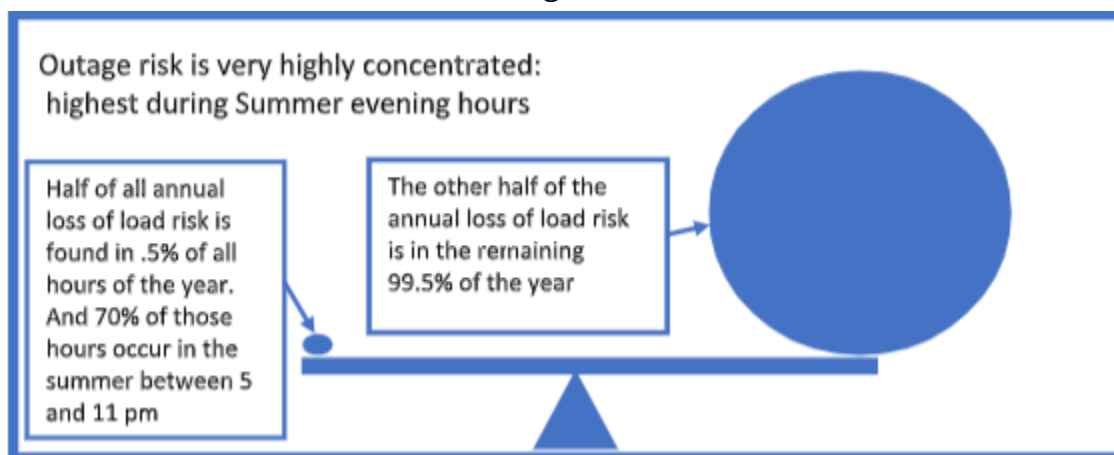 Outage risk is very highly concentrated:
highest during Summer evening hours
Half of all annual
loss of load risk is
found in .5% of all
hours of the year.
And 70% of those
hours occur in the
summer between 5
and 11 pm
The other half of the
annual loss of load risk
is in the remaining
99.5% of the year